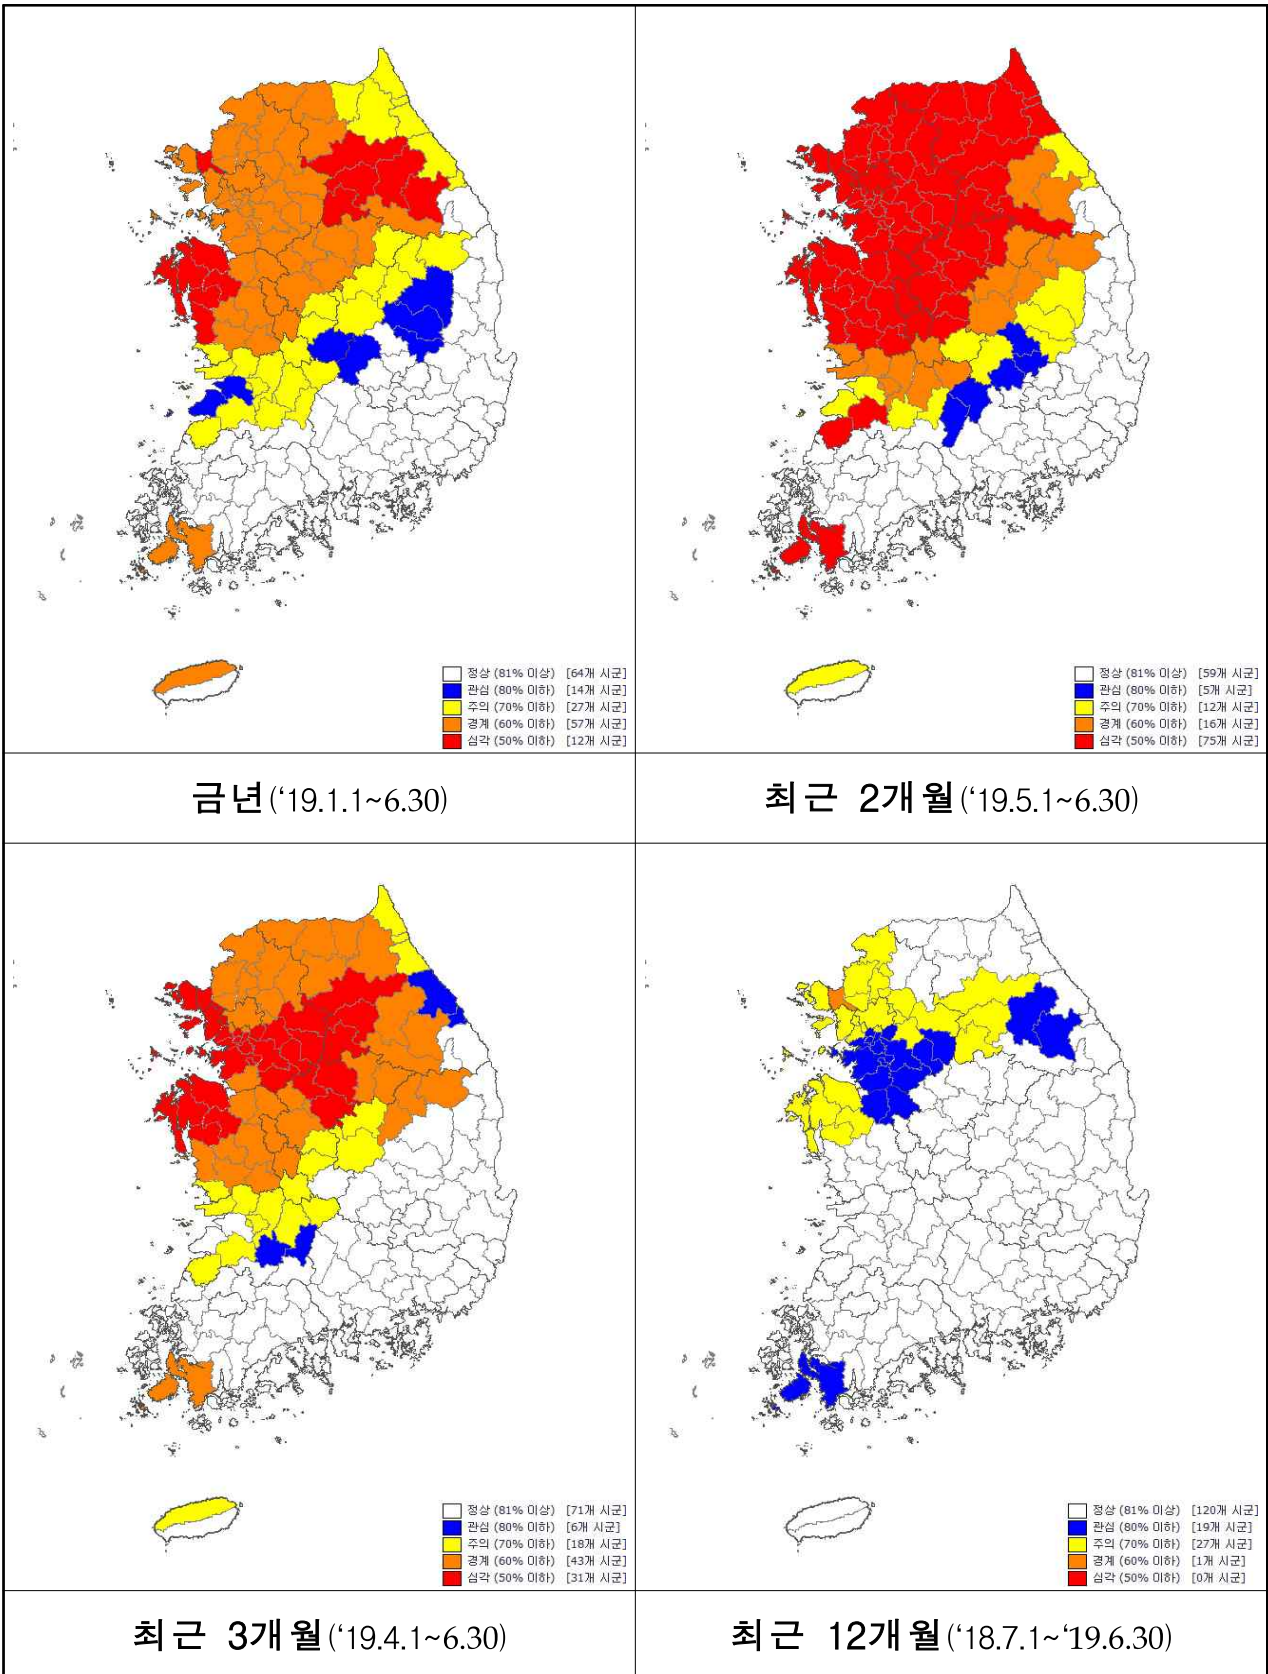 정상 (81% 이상) [64개 시군]
관심 (80% 이하) [14개 시군]
주의 (70% 이하) [27개 시군]
경계 (60% 이하) [57개 시군]
심각 (50% 이하) [12개 시군]
정상 (81% 이상) [59개 시군]
관심 (80% 이하) [5개 시군]
주의 (70% 이하) [12개 시군]
경계 (60% 이하) [16개 시군]
심각 (50% 이하) [75개 시군]
금년(‘19.1.1~6.30)
최근 2개월(‘19.5.1~6.30)
정상 (81% 이상) [71개 시군]
관심 (80% 이하) [6개 시군]
주의 (70% 이하) [18개 시군]
경계 (60% 이하) [43개 시군]
심각 (50% 이하) [31개 시군]
정상 (81% 이상) [120개 시군]
관심 (80% 이하) [19개 시군]
주의 (70% 이하) [27개 시군]
경계 (60% 이하) [1개 시군]
심각 (50% 이하) [0개 시군]
최근 3개월(‘19.4.1~6.30)
최근 12개월(‘18.7.1~‘19.6.30)